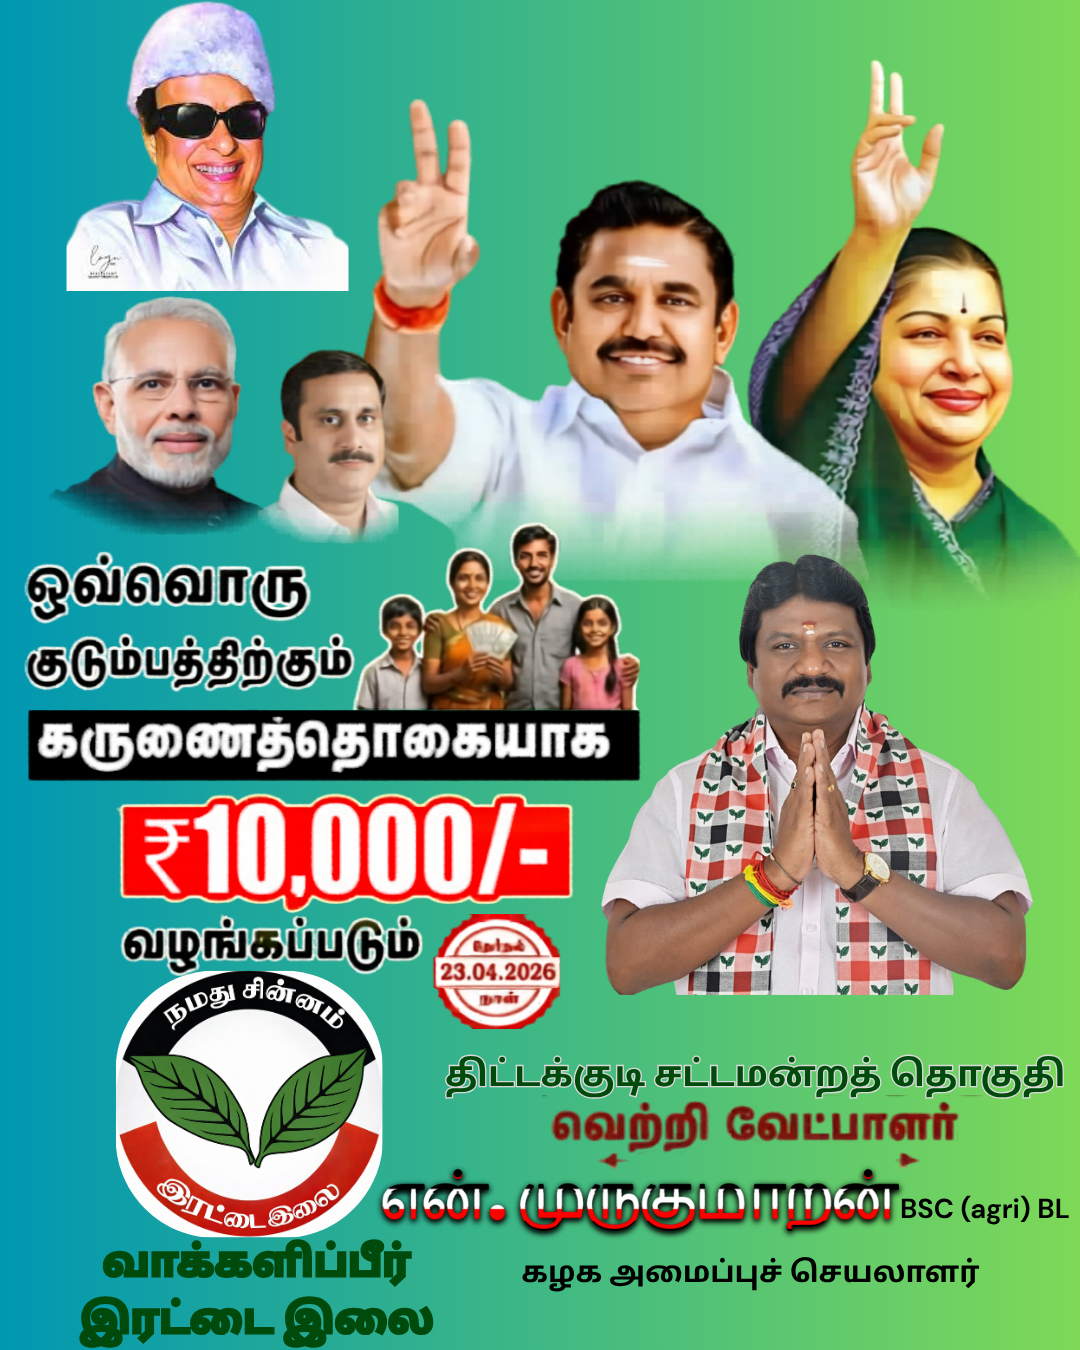 ஒவ்வொரு
குடும்பத்திற்கும்
கருணைத்தொகையாக
₹10,000/-
வழங்கப்படும்
தேர்தல்
23.04.2026
நாள்
நமது சின்னம்
இரட்டை இலை
வாக்களிப்பீர்
இரட்டை இலை
திட்டக்குடி சட்டமன்றத் தொகுதி
வெற்றி வேட்பாளர்
என். முருகுமாறன் BSC (agri) BL
கழக அமைப்புச் செயலாளர்